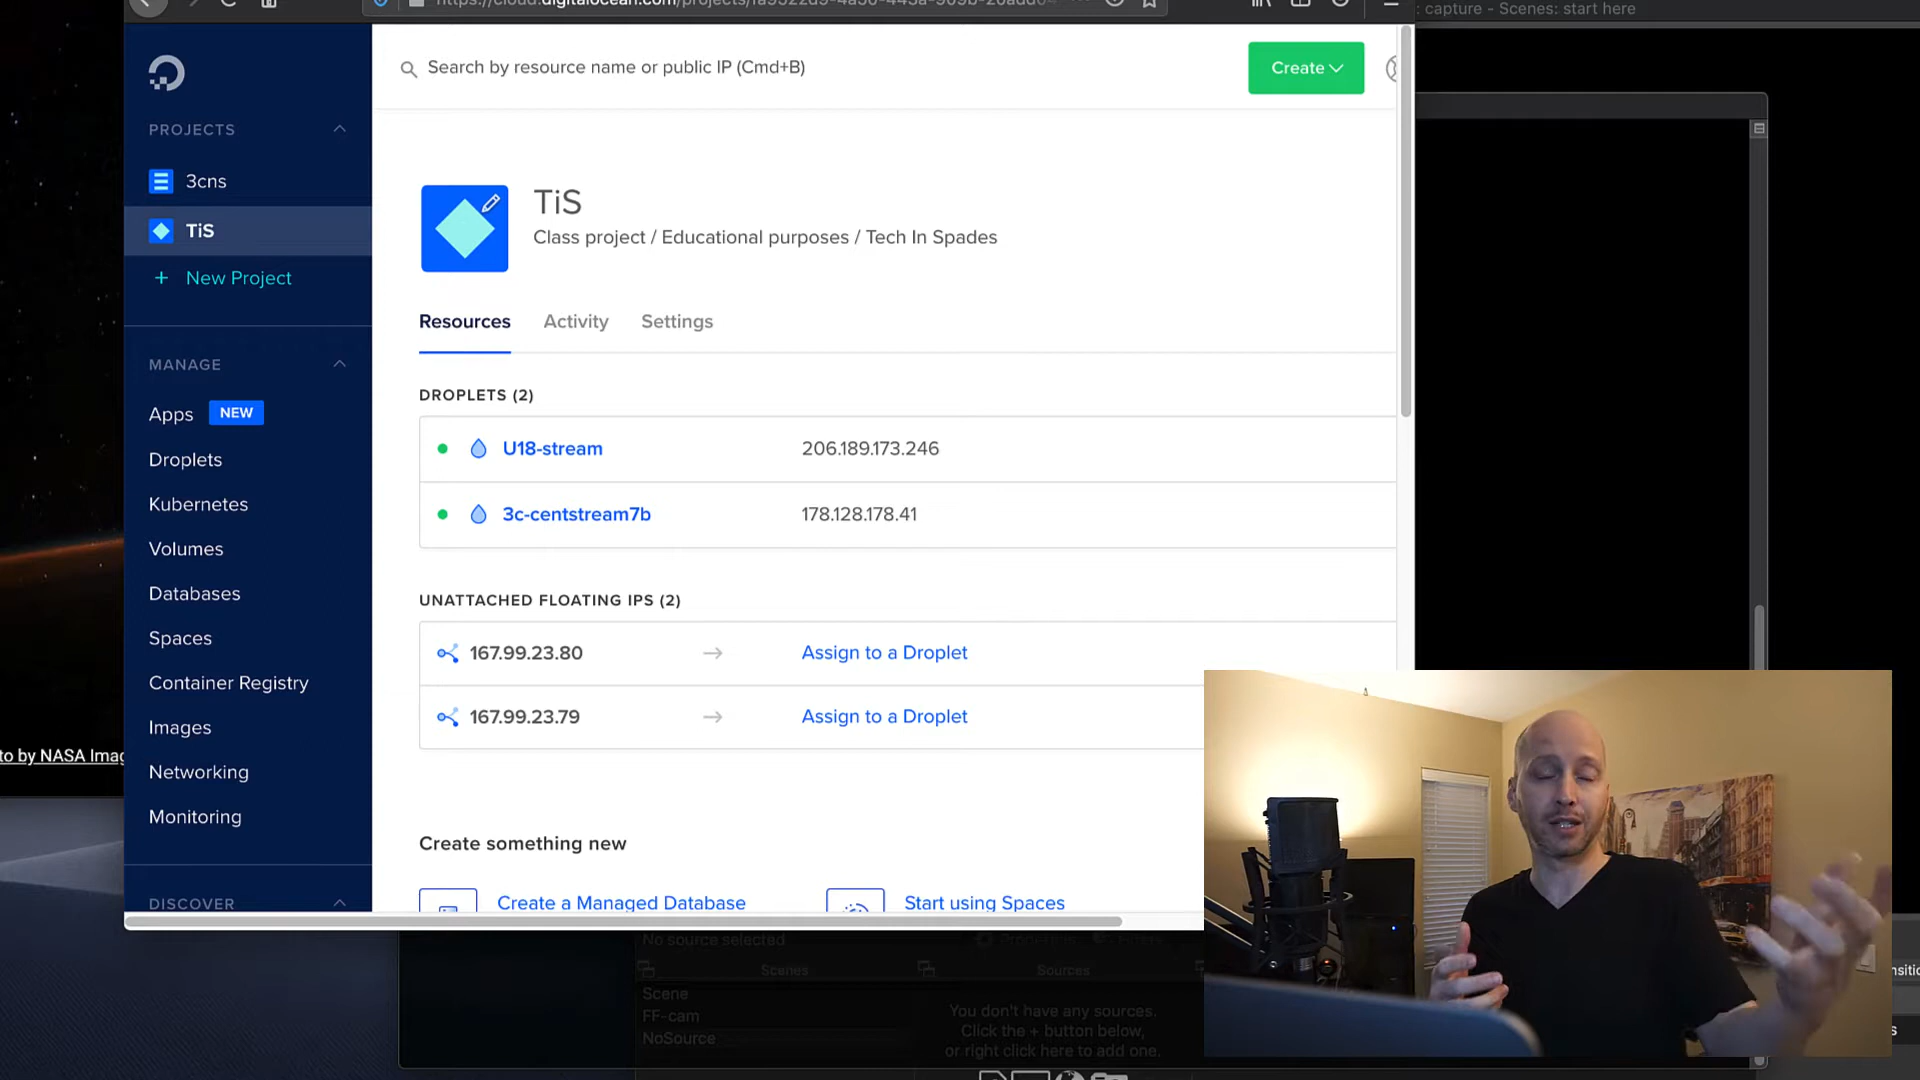 : capture - Scenes: start here
Search by resource name or public IP (Cmd+B)
Create
PROJECTS
3cns
TiS
+ New Project
MANAGE
Apps NEW
Droplets
Kubernetes
Volumes
Databases
Spaces
Container Registry
Images
Networking
Monitoring
DISCOVER
TiS
Class project / Educational purposes / Tech In Spades
Resources Activity Settings
DROPLETS (2)
U18-stream 206.189.173.246
3c-centstream7b 178.128.178.41
UNATTACHED FLOATING IPS (2)
167.99.23.80 → Assign to a Droplet
167.99.23.79 → Assign to a Droplet
Create something new
Create a Managed Database Start using Spaces
to by NASA Imag
No source selected
Scenes Sources
Scene
FF-cam
NoSource
You don't have any sources.
Click the + button below,
or right click here to add one.